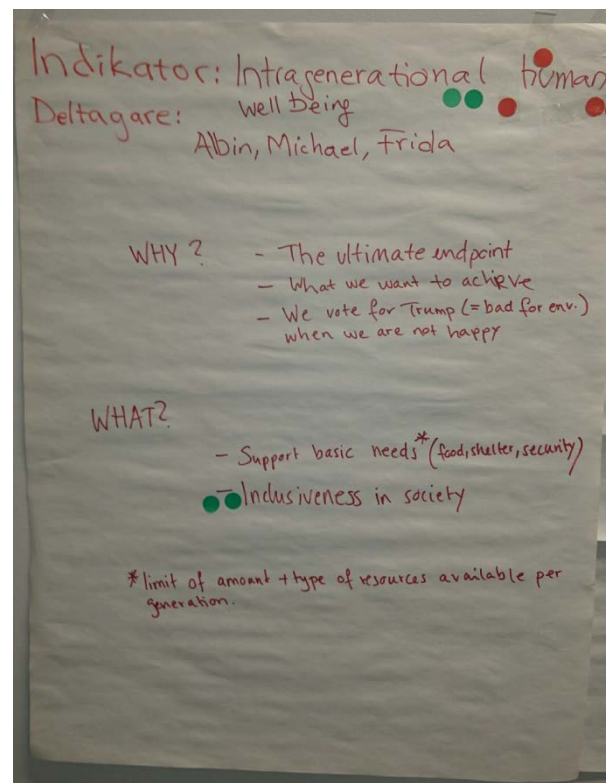 Indikator: Intragenerational human
well being
Deltagare:
Albin, Michael, Frida
WHY? - The ultimate endpoint
- What we want to achieve
- We vote for Trump (= bad for env.)
when we are not happy
WHAT?
- Support basic needs* (food, shelter, security)
- Inclusiveness in society
* limit of amount + type of resources available per
generation.